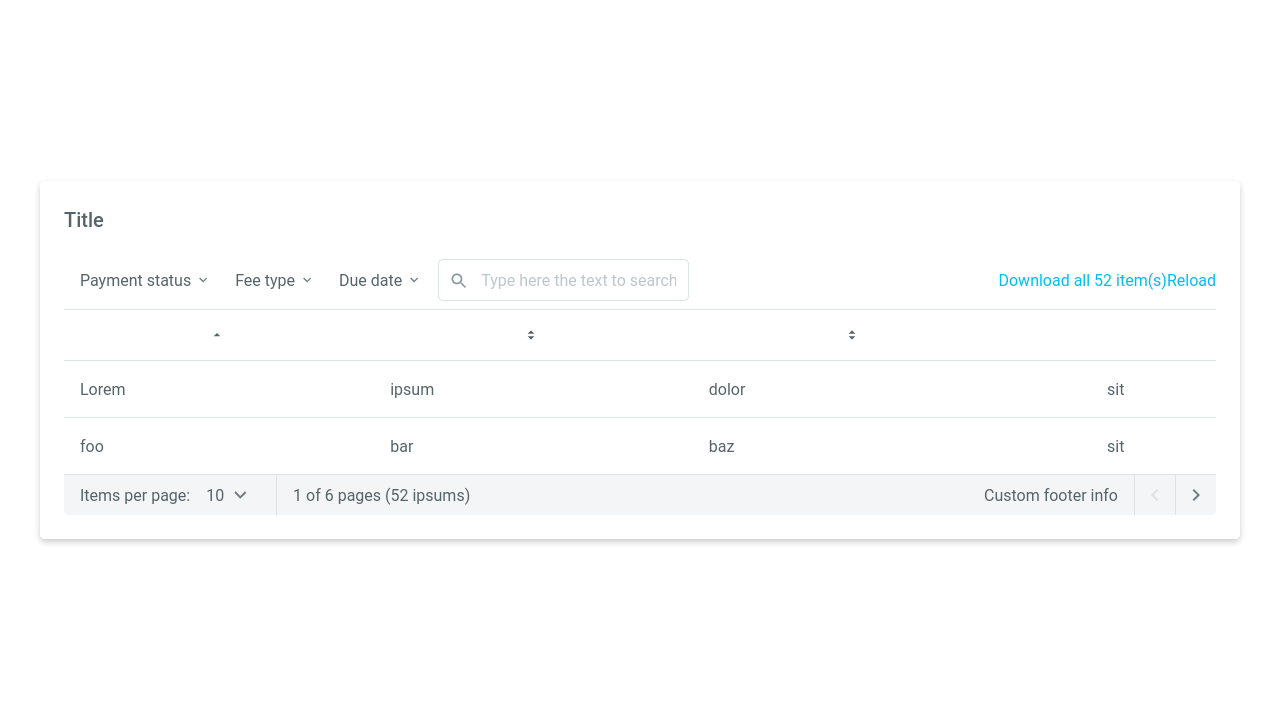 Title
Payment status Fee type Due date Type here the text to search Download all 52 item(s)Reload
Lorem ipsum dolor sit
foo bar baz sit
Items per page: 10 1 of 6 pages (52 ipsums) Custom footer info